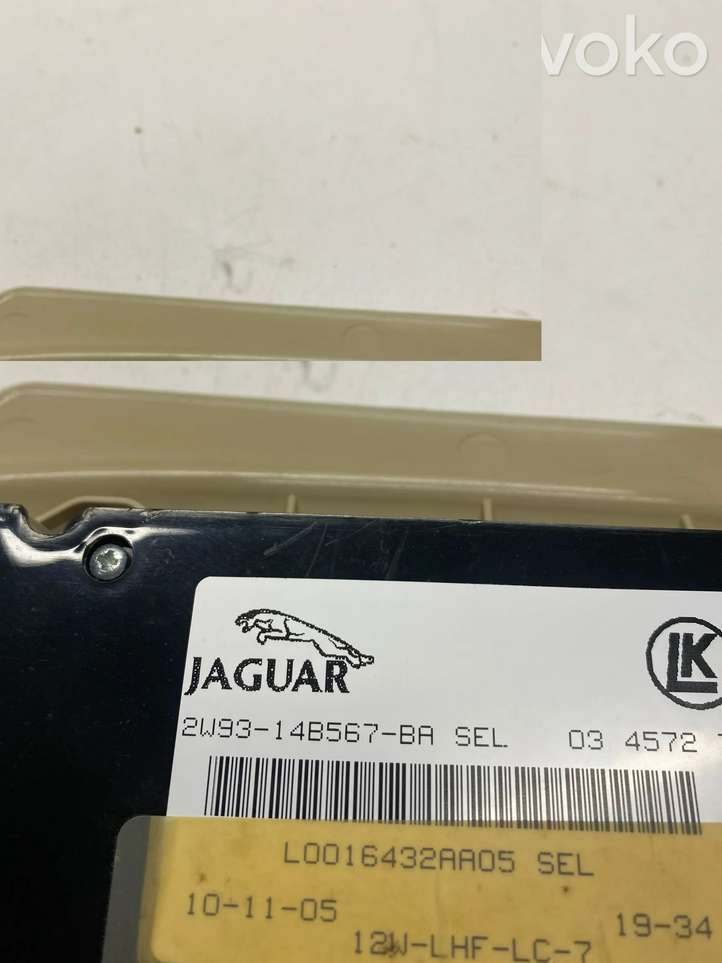 voko
JAGUAR
LK
2W93-14B567-BA SEL 03 4572
L0016432AA05 SEL
10-11-05 19-34
12W-LHF-LC-7